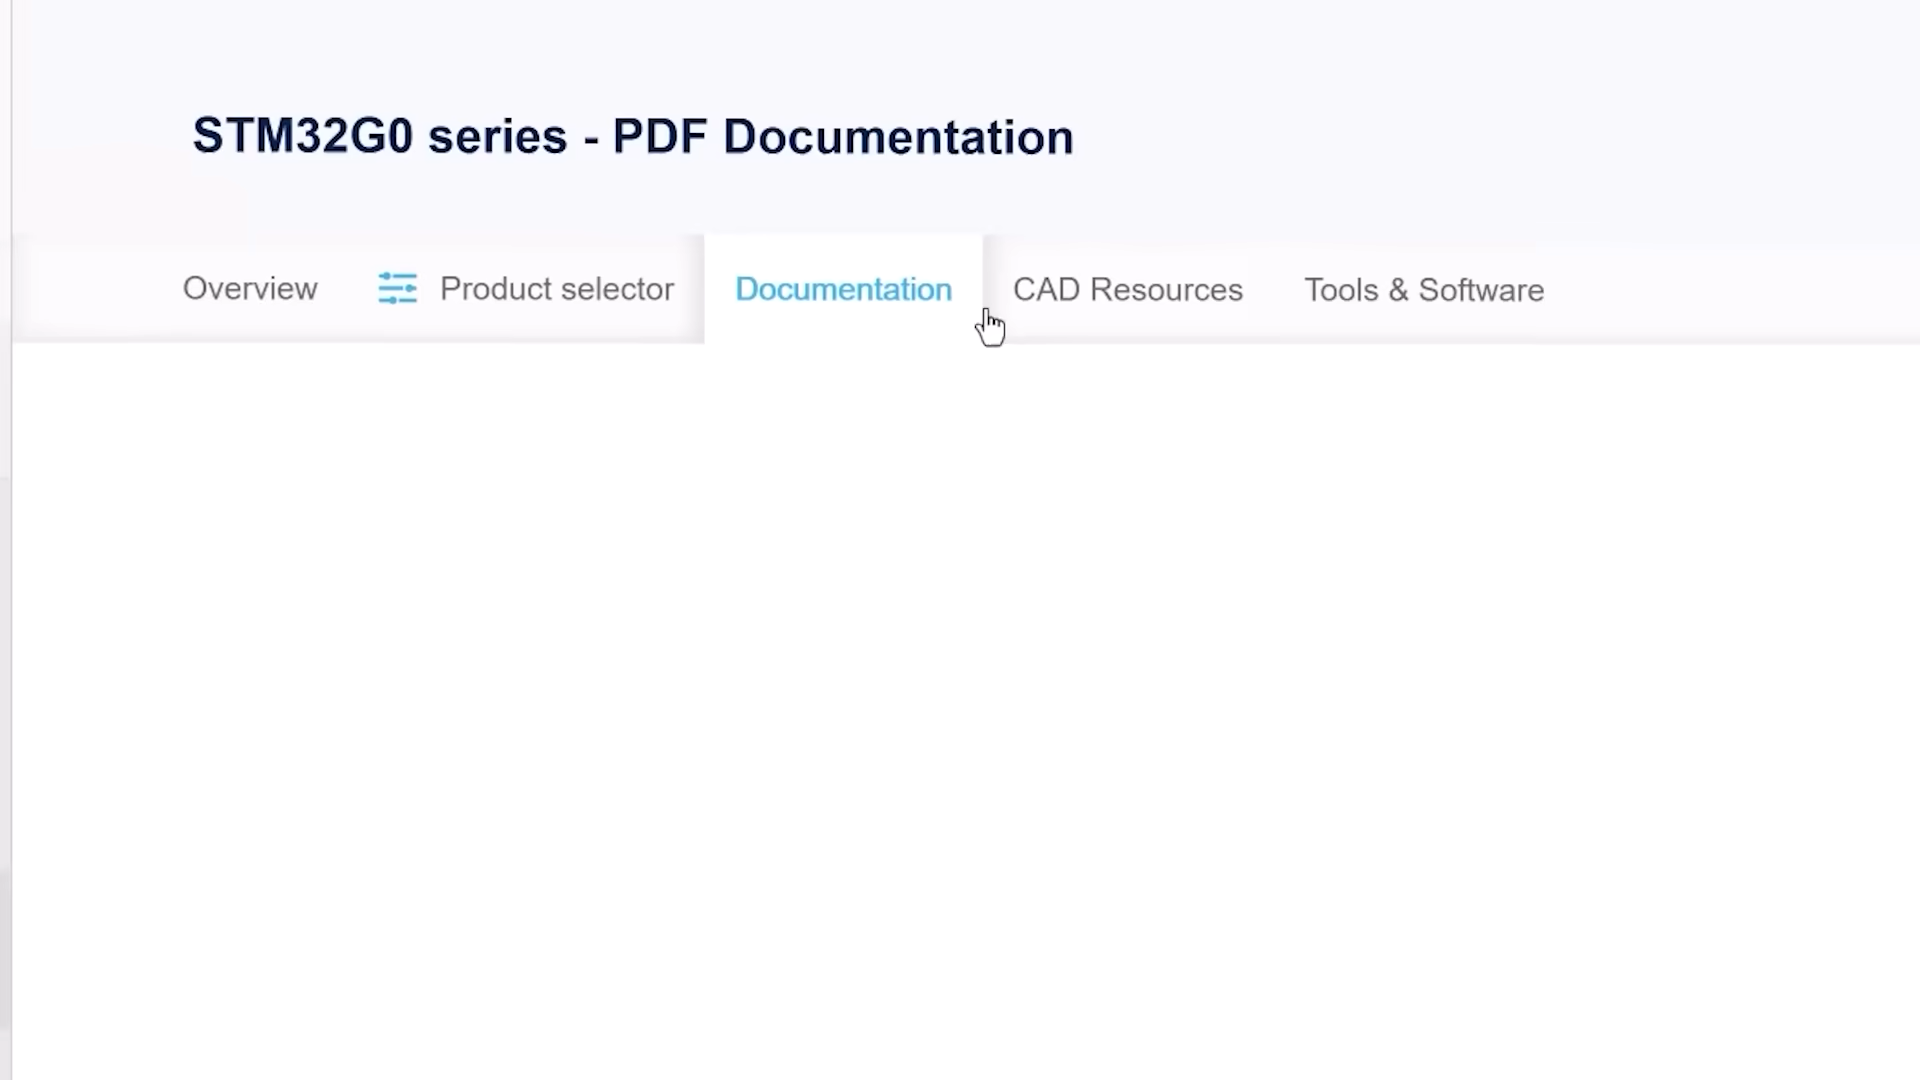 STM32G0 series - PDF Documentation
Overview Product selector Documentation CAD Resources Tools & Software